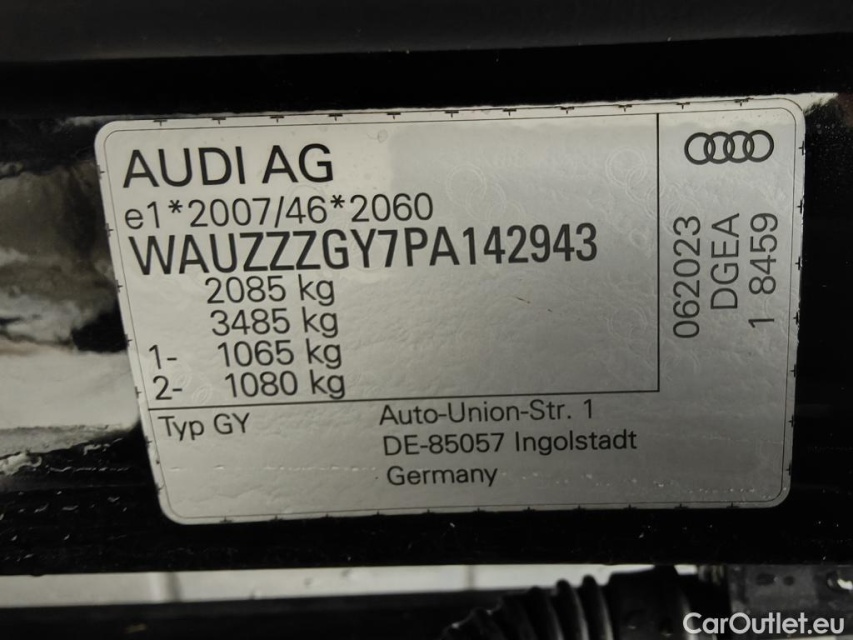 AUDI AG
e1*2007/46*2060
WAUZZZGY7PA142943
2085 kg
3485 kg
1- 1065 kg
2- 1080 kg
Typ GY
Auto-Union-Str. 1
DE-85057 Ingolstadt
Germany
062023
DGEA
1 8459
CarOutlet.eu